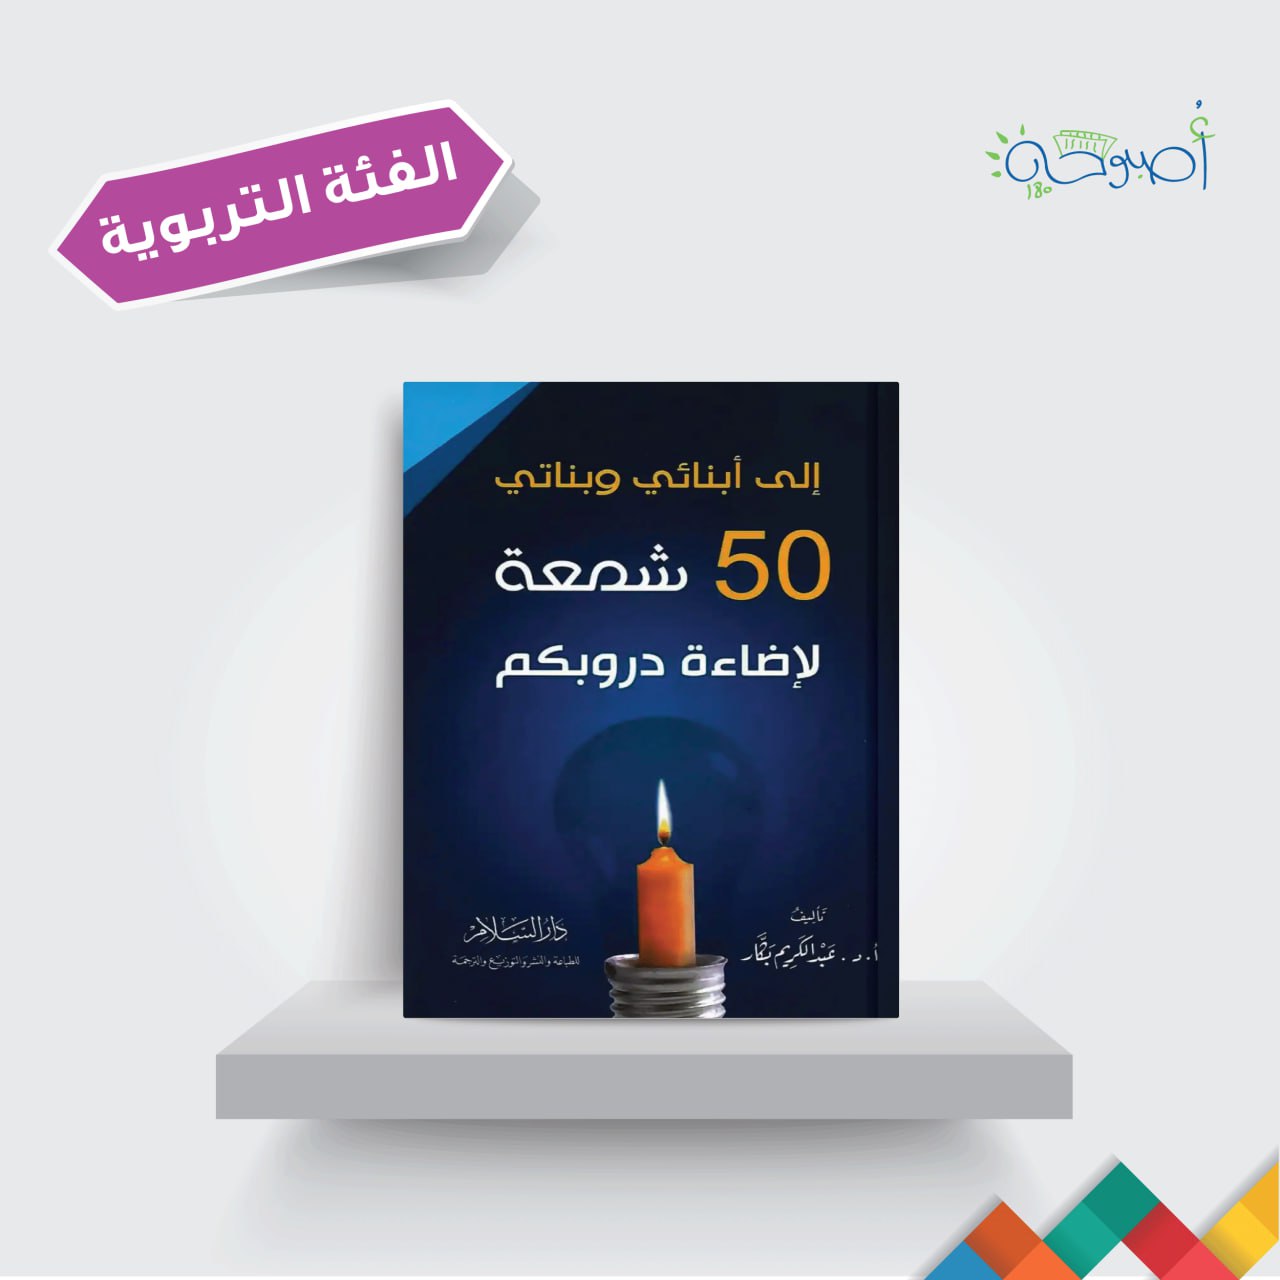 أُصبوحة
180
الفئة التربوية
إلى أبنائي وبناتي
50 شمعة
لإضاءة دروبكم
تأليف
أ. د. عبد الكريم بكار
دار السلام
للطباعة والنشر والتوزيع والترجمة